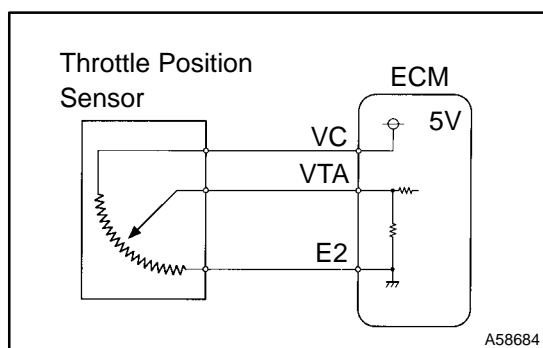 Throttle Position
Sensor
ECM
5V
VC
VTA
E2
A58684